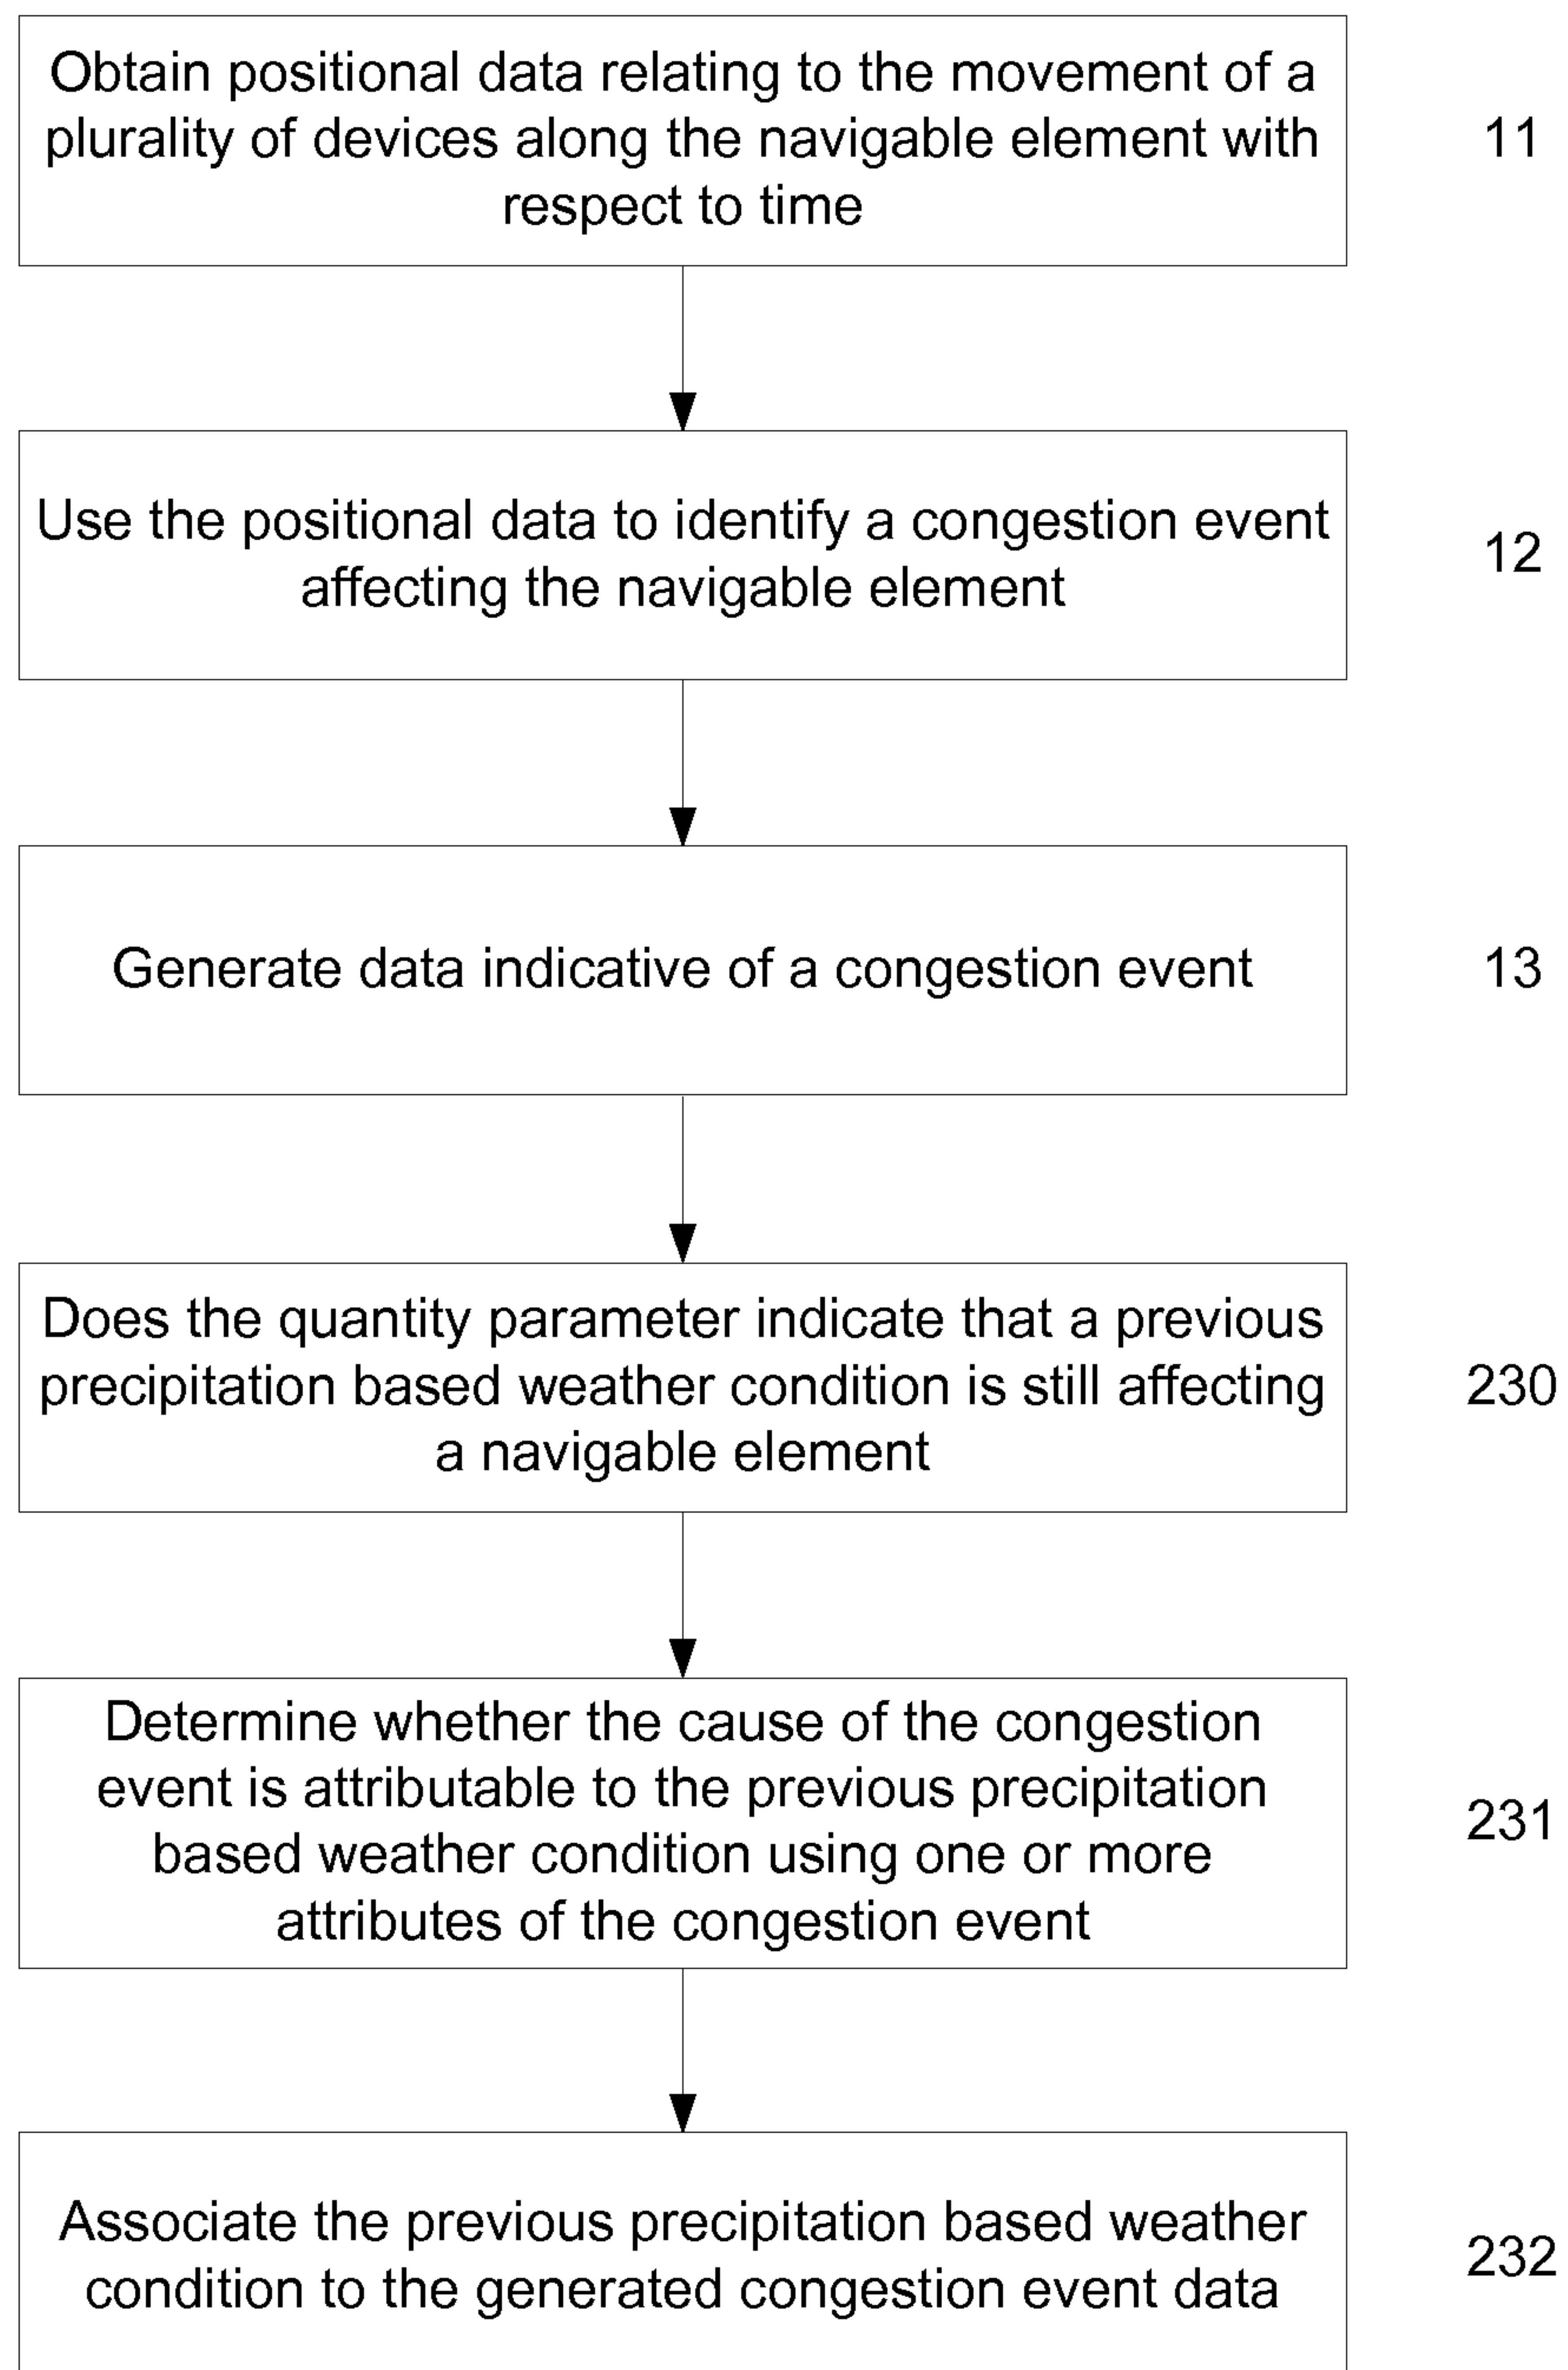 Obtain positional data relating to the movement of a
plurality of devices along the navigable element with
respect to time
11
Use the positional data to identify a congestion event
affecting the navigable element
12
Generate data indicative of a congestion event
13
Does the quantity parameter indicate that a previous
precipitation based weather condition is still affecting
a navigable element
230
Determine whether the cause of the congestion
event is attributable to the previous precipitation
based weather condition using one or more
attributes of the congestion event
231
Associate the previous precipitation based weather
condition to the generated congestion event data
232